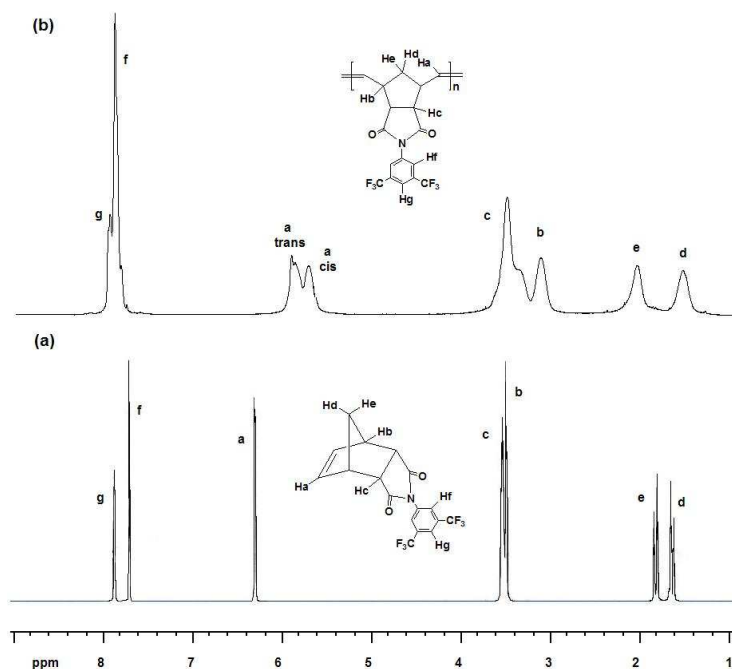 (b)
f
He
Hd
Ha
n
Hb
Hc
O
O
N
Hf
F₃C
CF₃
Hg
g
a
trans
a
cis
c
b
e
d
(a)
f
g
a
Hd
He
Hb
Ha
O
Hc
N
Hf
O
CF₃
F₃C
Hg
b
c
e
d
ppm 8 7 6 5 4 3 2 1